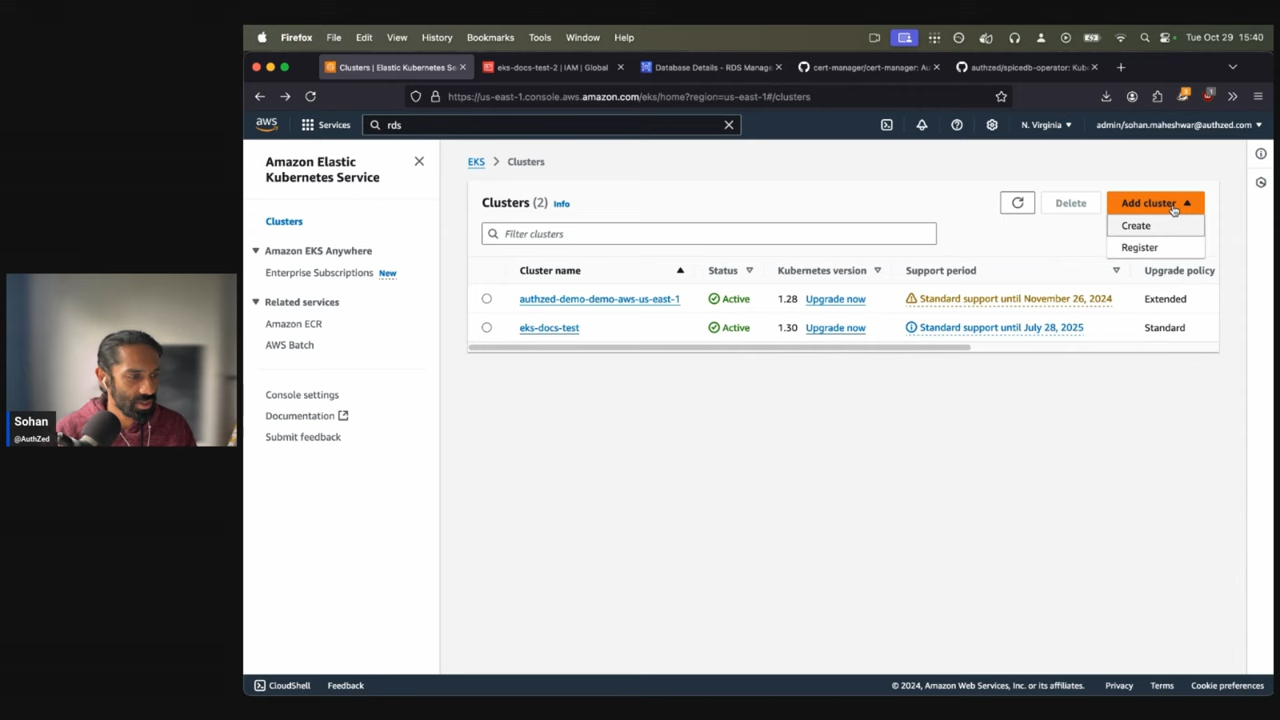 Firefox File Edit View History Bookmarks Tools Window Help Tue Oct 29 15:40
Clusters | Elastic Kubernetes Se eks-docs-test-2 | IAM | Global Database Details - RDS Manag cert-manager/cert-manager: Au authzed/spicedb-operator: Kub
https://us-east-1.console.aws.amazon.com/eks/home?region=us-east-1#/clusters
aws Services rds N. Virginia admin/sohan.maheshwar@authzed.com
Amazon Elastic
Kubernetes Service
Clusters
Amazon EKS Anywhere
Enterprise Subscriptions New
Related services
Amazon ECR
AWS Batch
Console settings
Documentation
Submit feedback
EKS > Clusters
Clusters (2) Info Delete Add cluster
Create
Register
Filter clusters
Cluster name Status Kubernetes version Support period Upgrade policy
authzed-demo-demo-aws-us-east-1 Active 1.28 Upgrade now Standard support until November 26, 2024 Extended
eks-docs-test Active 1.30 Upgrade now Standard support until July 28, 2025 Standard
Sohan
@AuthZed
CloudShell Feedback © 2024, Amazon Web Services, Inc. or its affiliates. Privacy Terms Cookie preferences